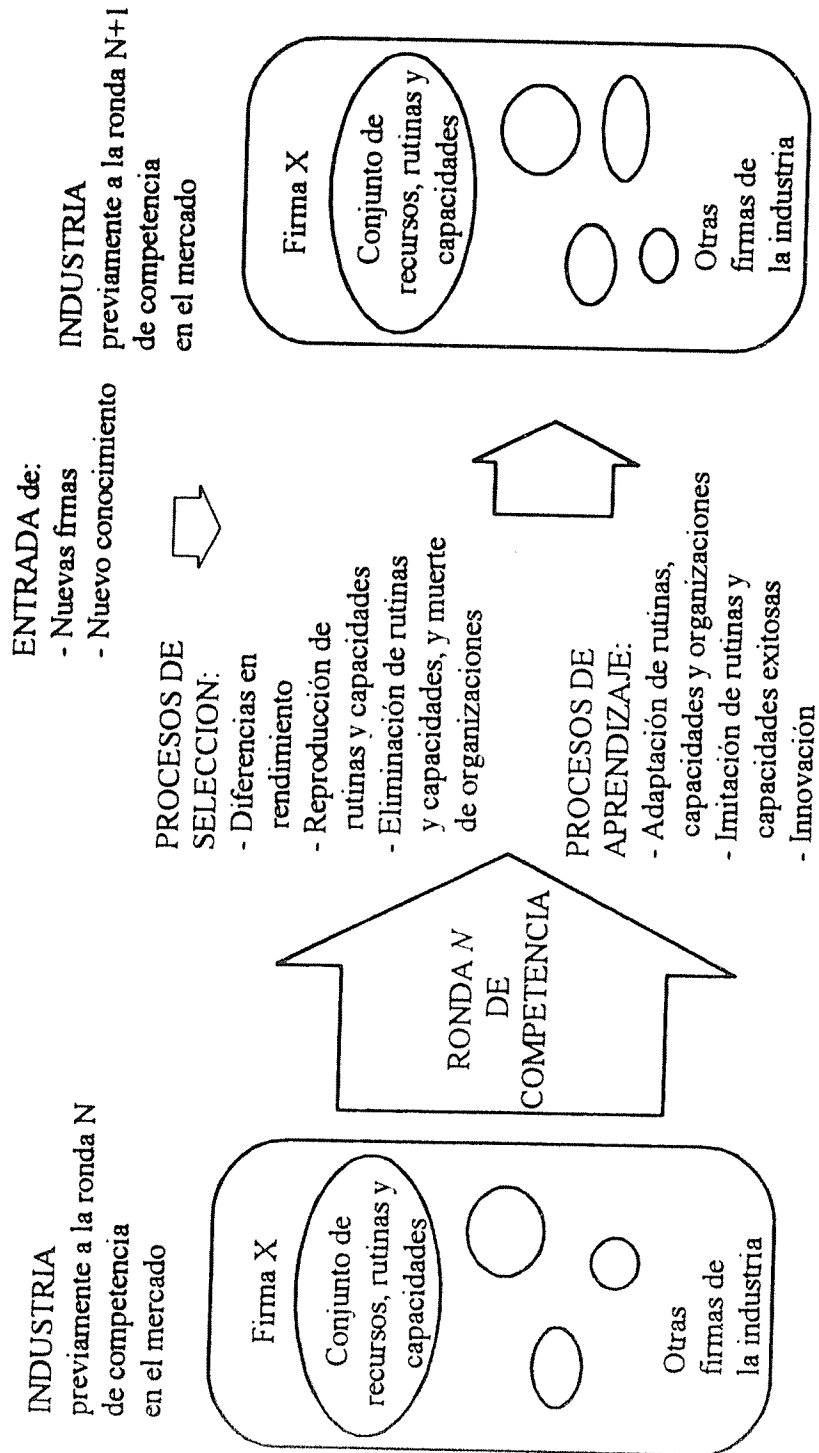 INDUSTRIA
previamente a la ronda N
de competencia
en el mercado
Firma X
Conjunto de
recursos, rutinas y
capacidades
Otras
firmas de
la industria
RONDA N
DE
COMPETENCIA
ENTRADA de:
- Nuevas firmas
- Nuevo conocimiento
PROCESOS DE
SELECCION:
- Diferencias en
rendimiento
- Reproducción de
rutinas y capacidades
- Eliminación de rutinas
y capacidades, y muerte
de organizaciones
PROCESOS DE
APRENDIZAJE:
- Adaptación de rutinas,
capacidades y organizaciones
- Imitación de rutinas y
capacidades exitosas
- Innovación
INDUSTRIA
previamente a la ronda N+1
de competencia
en el mercado
Firma X
Conjunto de
recursos, rutinas y
capacidades
Otras
firmas de
la industria